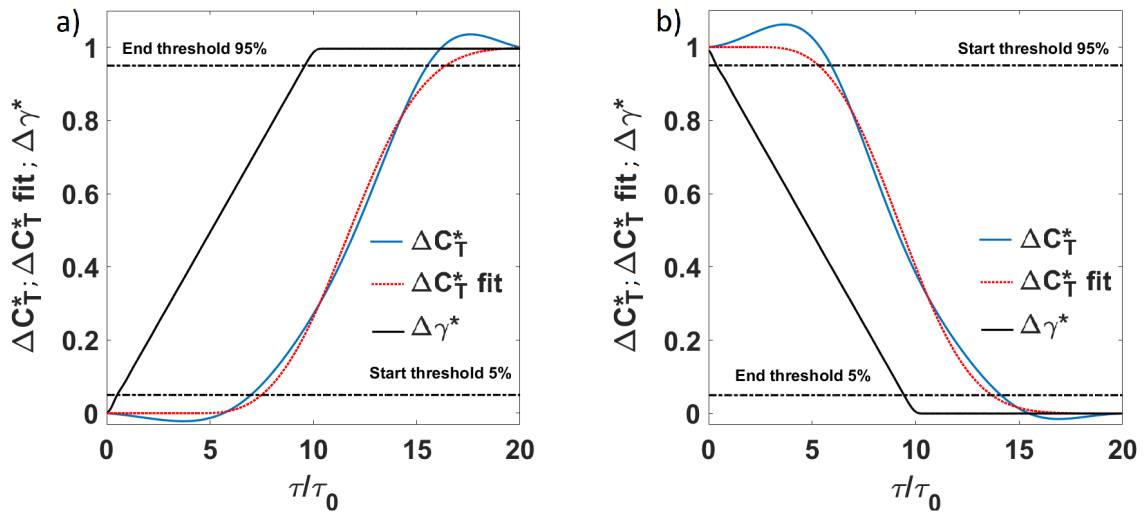 a)
ΔC*T; ΔC*T fit; Δγ*
1
0.8
0.6
0.4
0.2
0
End threshold 95%
ΔC*T
ΔC*T fit
Δγ*
Start threshold 5%
0 5 10 15 20
τ/τ0
b)
ΔC*T; ΔC*T fit; Δγ*
1
0.8
0.6
0.4
0.2
0
Start threshold 95%
ΔC*T
ΔC*T fit
Δγ*
End threshold 5%
0 5 10 15 20
τ/τ0